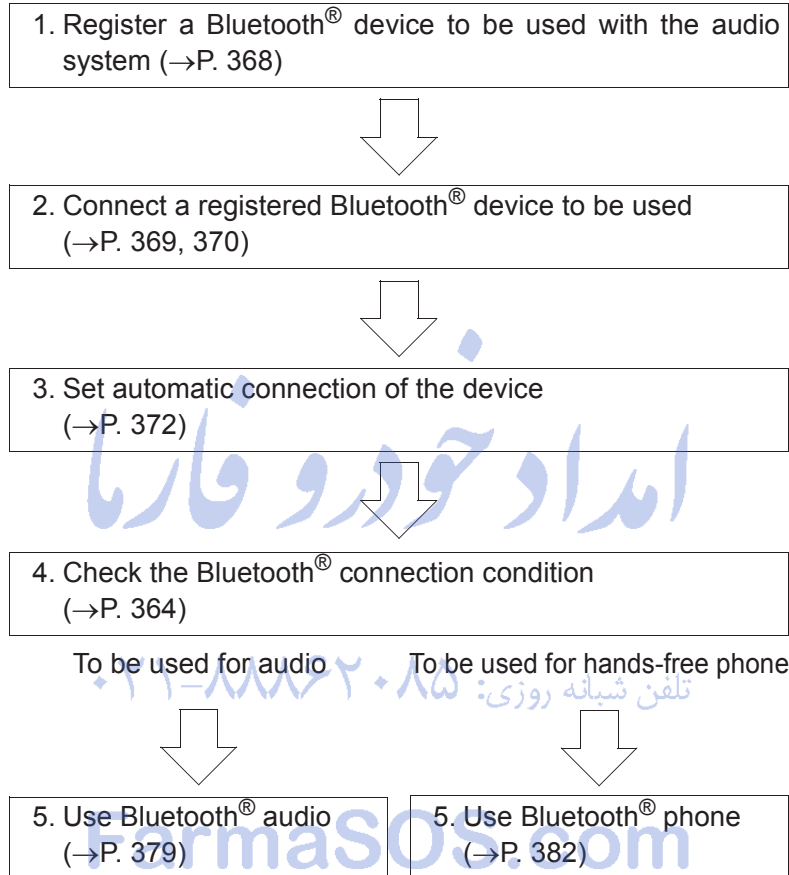 1. Register a Bluetooth® device to be used with the audio
system (→P. 368)
2. Connect a registered Bluetooth® device to be used
(→P. 369, 370)
3. Set automatic connection of the device
(→P. 372)
امداد خودرو فارما
4. Check the Bluetooth® connection condition
(→P. 364)
To be used for audio To be used for hands-free phone
تلفن شبانه روزی: ۰۲۱-۸۸۸۶۲۰۸۵
5. Use Bluetooth® audio
(→P. 379)
5. Use Bluetooth® phone
(→P. 382)
FarmaSOS.com